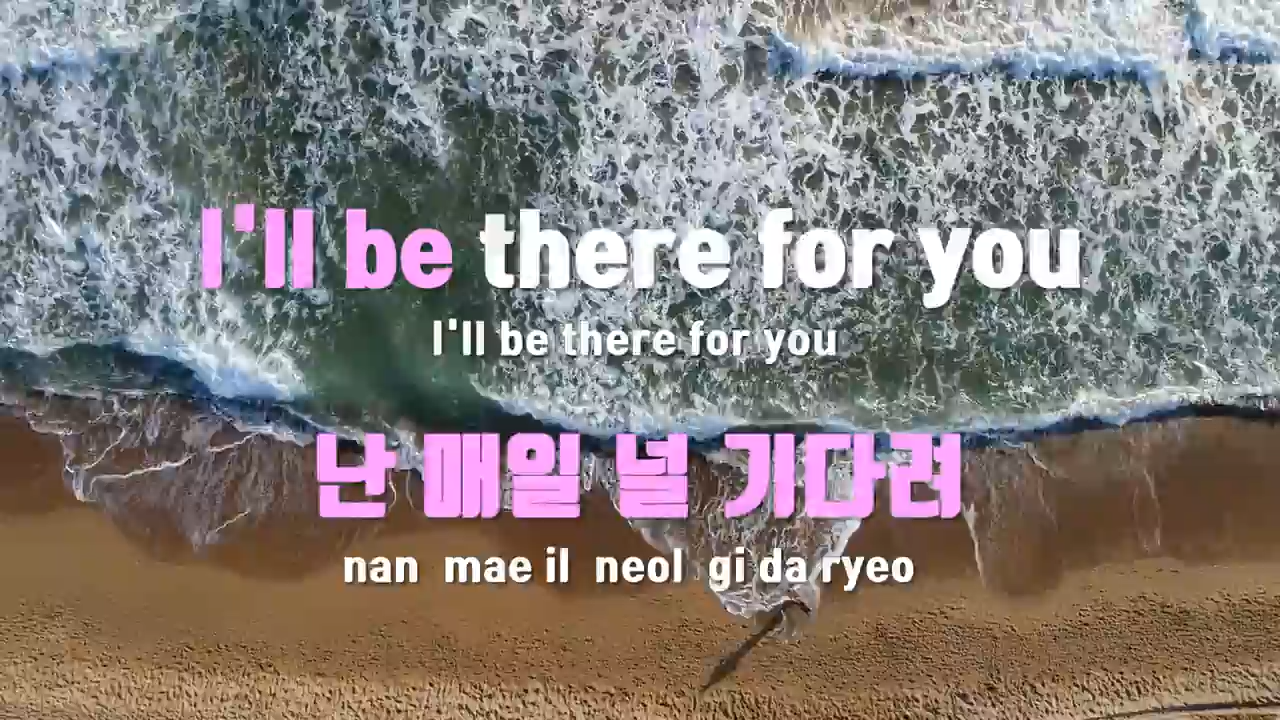 I'll be there for you
I'll be there for you
난 매일 널 기다려
nan mae il neol gi da ryeo